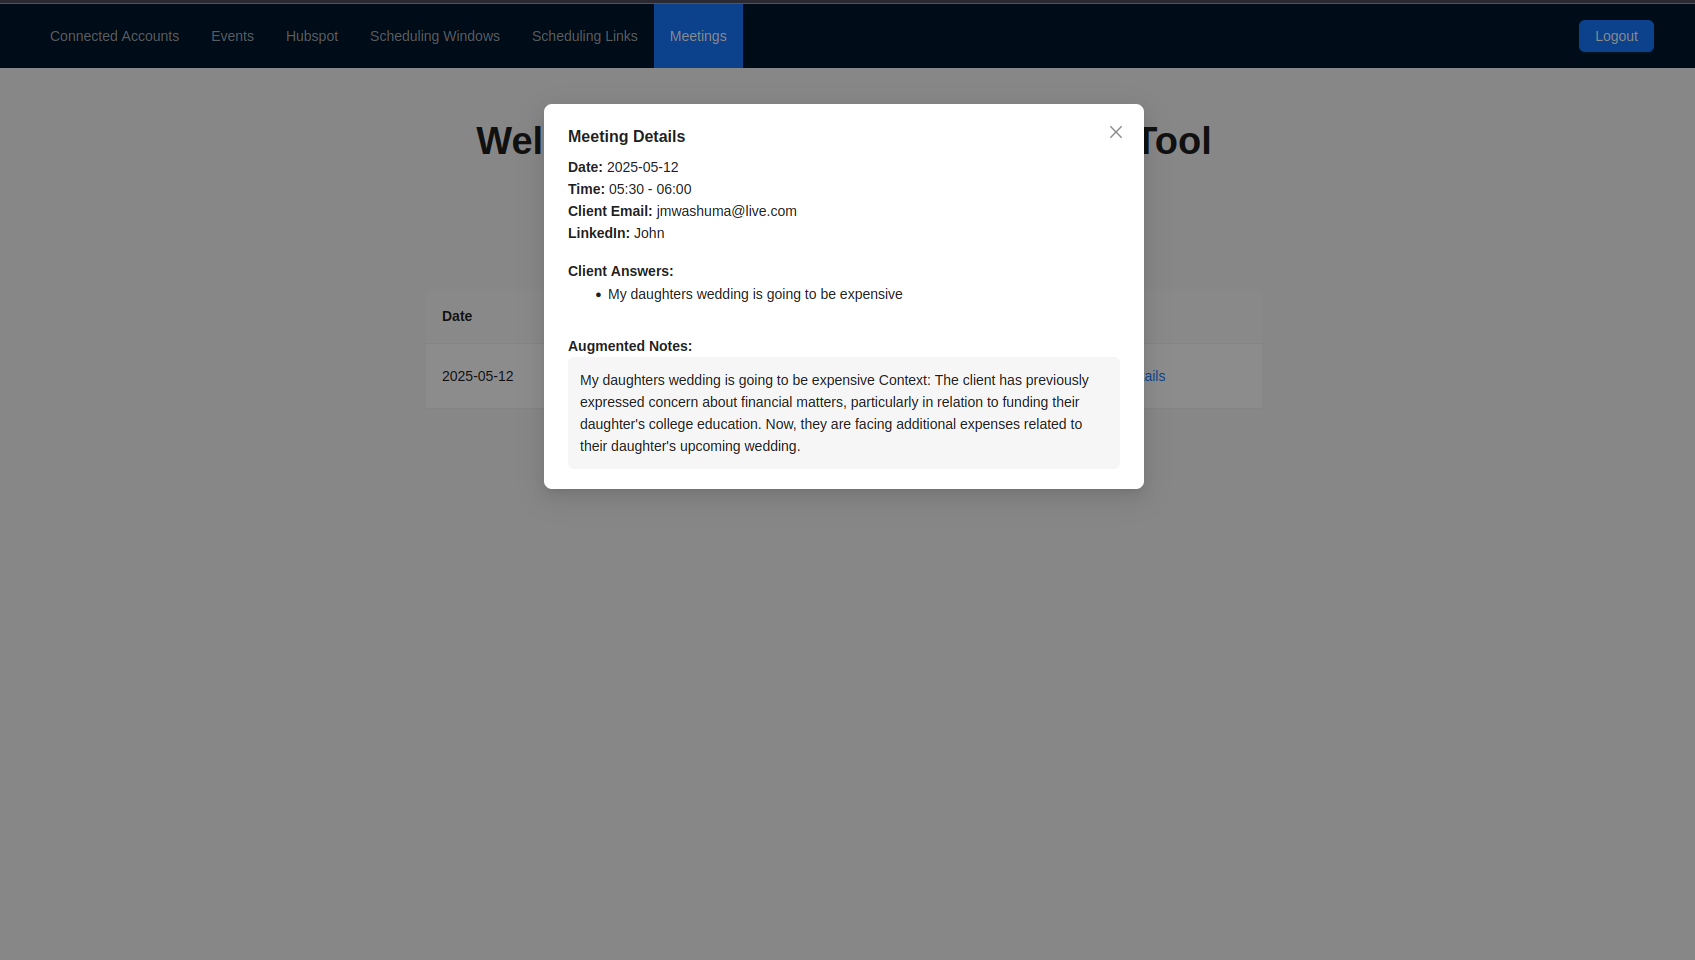 Connected Accounts Events Hubspot Scheduling Windows Scheduling Links Meetings Logout
Tool
Meeting Details
Date: 2025-05-12
Time: 05:30 - 06:00
Client Email: jmwashuma@live.com
LinkedIn: John
Client Answers:
• My daughters wedding is going to be expensive
Date
Augmented Notes:
2025-05-12
My daughters wedding is going to be expensive Context: The client has previously
expressed concern about financial matters, particularly in relation to funding their
daughter's college education. Now, they are facing additional expenses related to
their daughter's upcoming wedding.